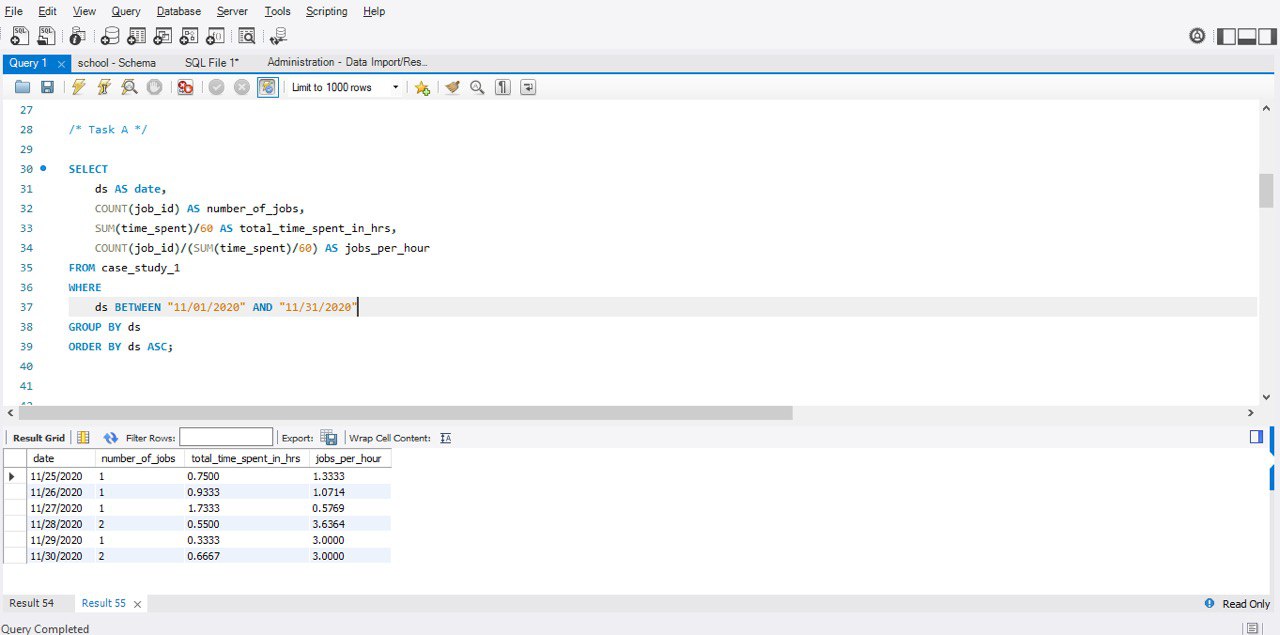 File Edit View Query Database Server Tools Scripting Help
Query 1 school - Schema SQL File 1* Administration - Data Import/Res...
Limit to 1000 rows
27
28 /* Task A */
29
30 SELECT
31 ds AS date,
32 COUNT(job_id) AS number_of_jobs,
33 SUM(time_spent)/60 AS total_time_spent_in_hrs,
34 COUNT(job_id)/(SUM(time_spent)/60) AS jobs_per_hour
35 FROM case_study_1
36 WHERE
37 ds BETWEEN "11/01/2020" AND "11/31/2020"
38 GROUP BY ds
39 ORDER BY ds ASC;
40
41
Result Grid Filter Rows: Export: Wrap Cell Content:
date number_of_jobs total_time_spent_in_hrs jobs_per_hour
11/25/2020 1 0.7500 1.3333
11/26/2020 1 0.9333 1.0714
11/27/2020 1 1.7333 0.5769
11/28/2020 2 0.5500 3.6364
11/29/2020 1 0.3333 3.0000
11/30/2020 2 0.6667 3.0000
Result 54 Result 55 Read Only
Query Completed